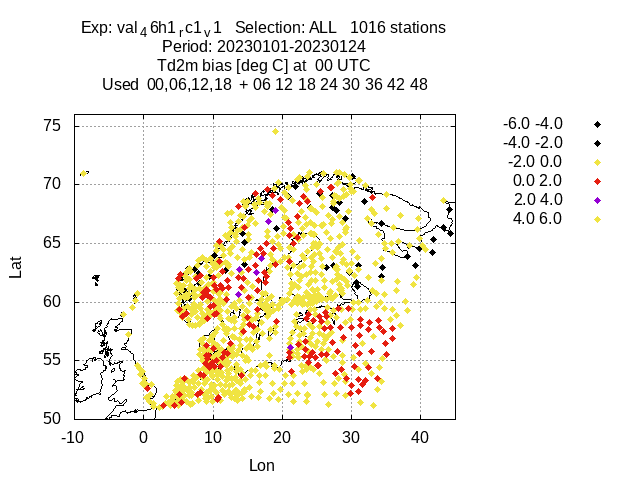 Exp: val4 6h1rc1v1 Selection: ALL 1016 stations
Period: 20230101-20230124
Td2m bias [deg C] at 00 UTC
Used 00,06,12,18 + 06 12 18 24 30 36 42 48
75
70
65
60
55
50
Lat
-10 0 10 20 30 40
Lon
-6.0 -4.0
-4.0 -2.0
-2.0 0.0
0.0 2.0
2.0 4.0
4.0 6.0